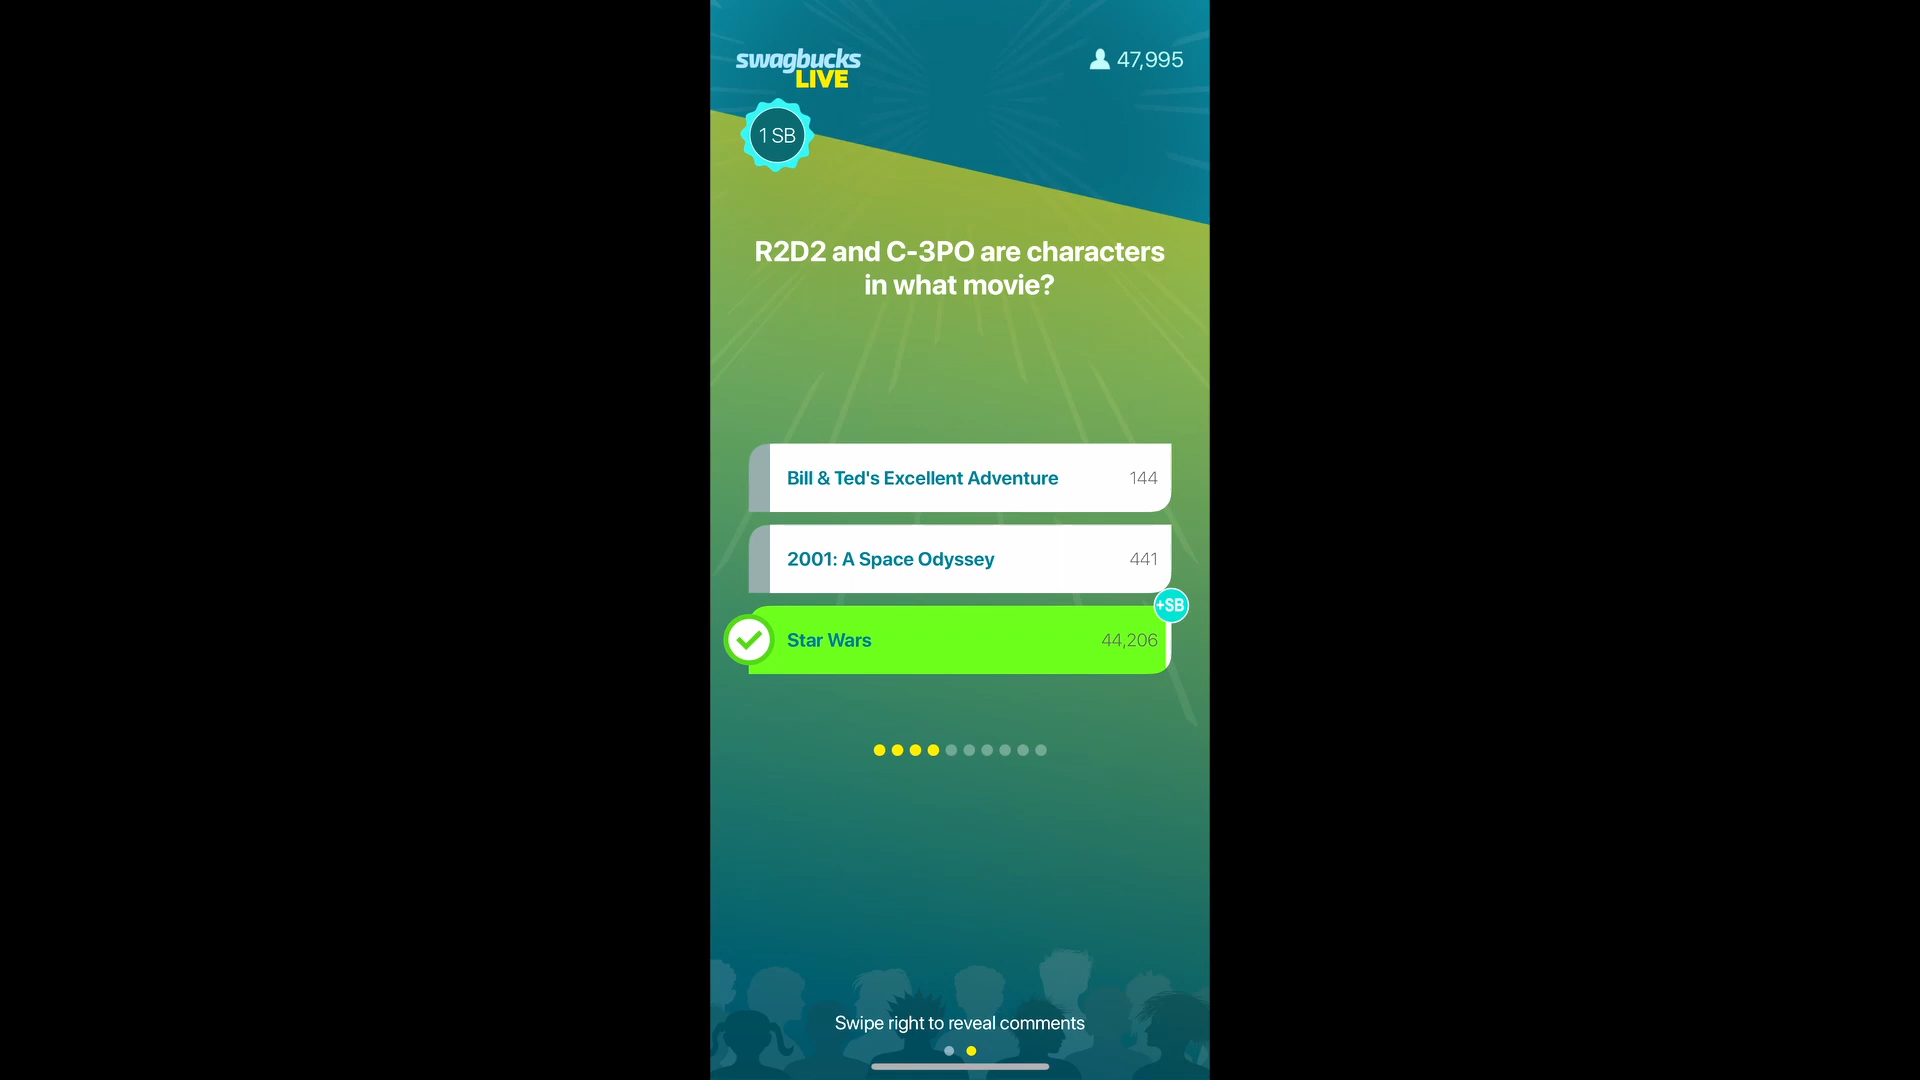 swagbucks
LIVE
47,995
1 SB
R2D2 and C-3PO are characters
in what movie?
Bill & Ted's Excellent Adventure 144
2001: A Space Odyssey 441
+SB
Star Wars 44,206
Swipe right to reveal comments